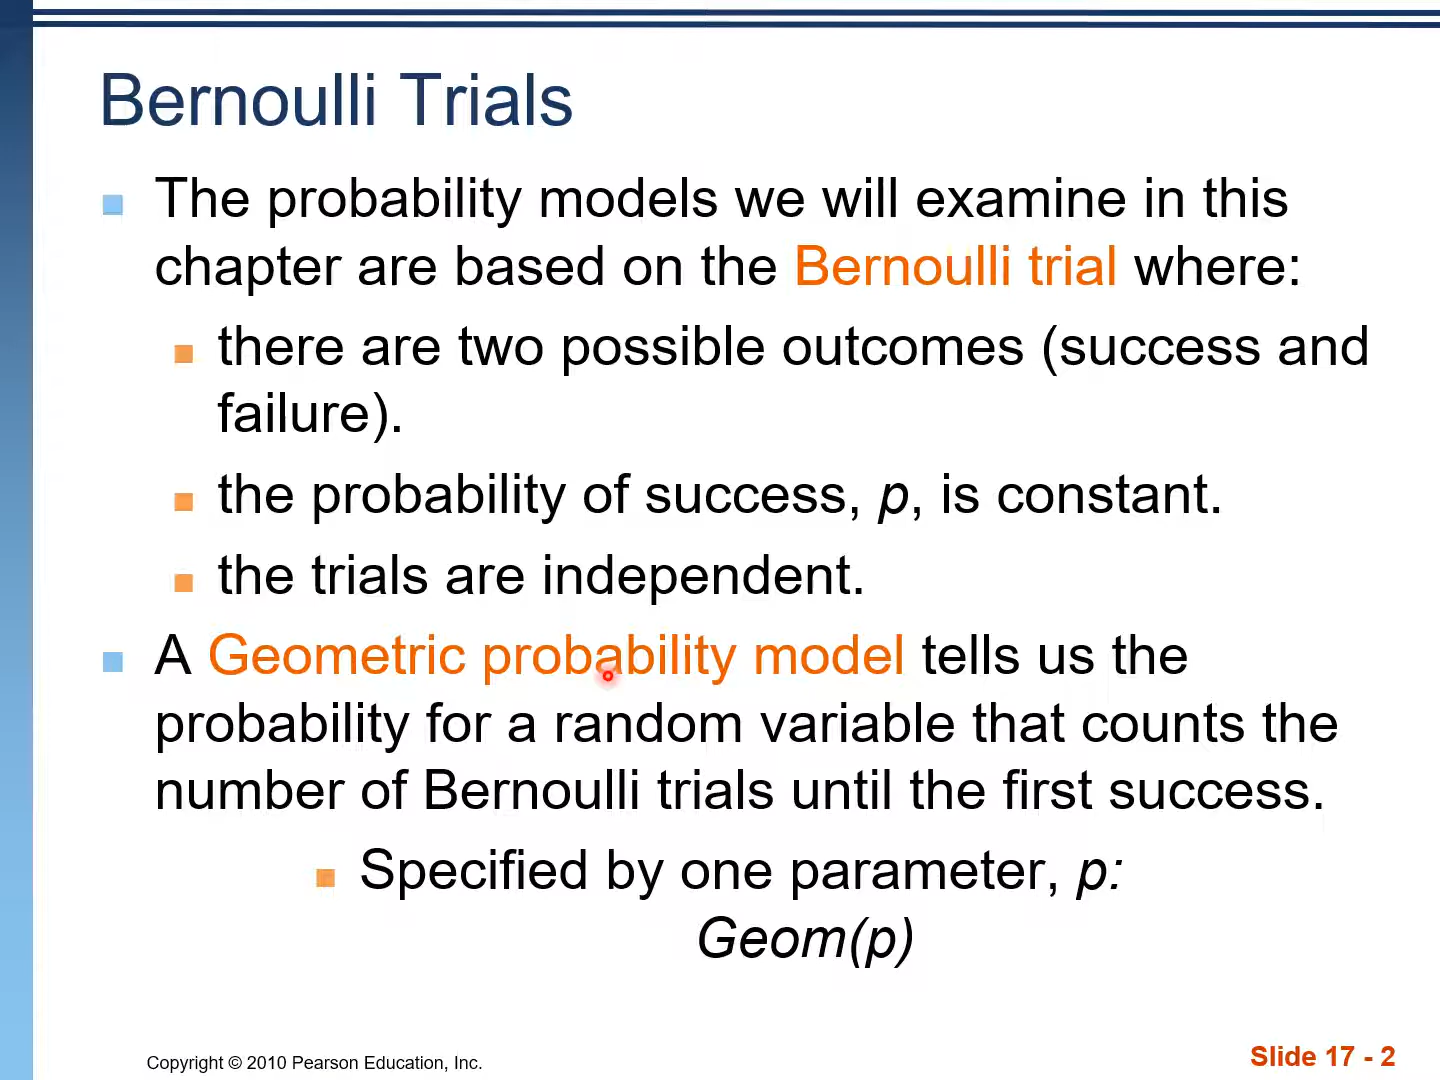 Bernoulli Trials
The probability models we will examine in this
chapter are based on the Bernoulli trial where:
there are two possible outcomes (success and
failure).
the probability of success, p, is constant.
the trials are independent.
A Geometric probability model tells us the
probability for a random variable that counts the
number of Bernoulli trials until the first success.
Specified by one parameter, p:
Geom(p)
Copyright © 2010 Pearson Education, Inc.
Slide 17 - 2